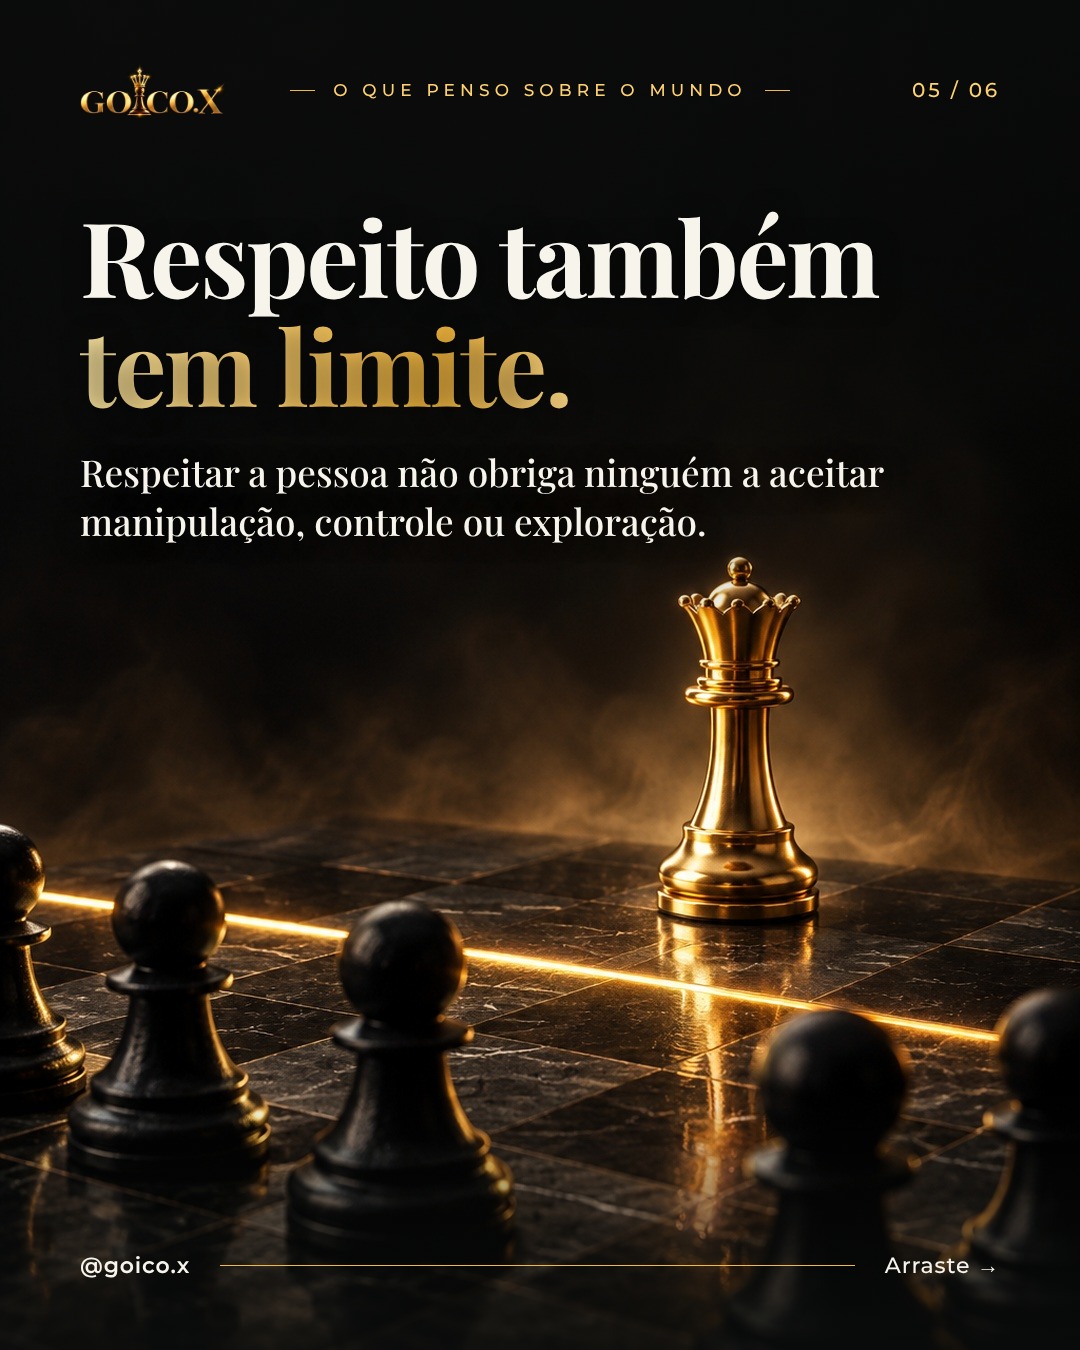 GOICO.X
O QUE PENSO SOBRE O MUNDO
05 / 06
Respeito também
tem limite.
Respeitar a pessoa não obriga ninguém a aceitar
manipulação, controle ou exploração.
@goico.x
Arraste →